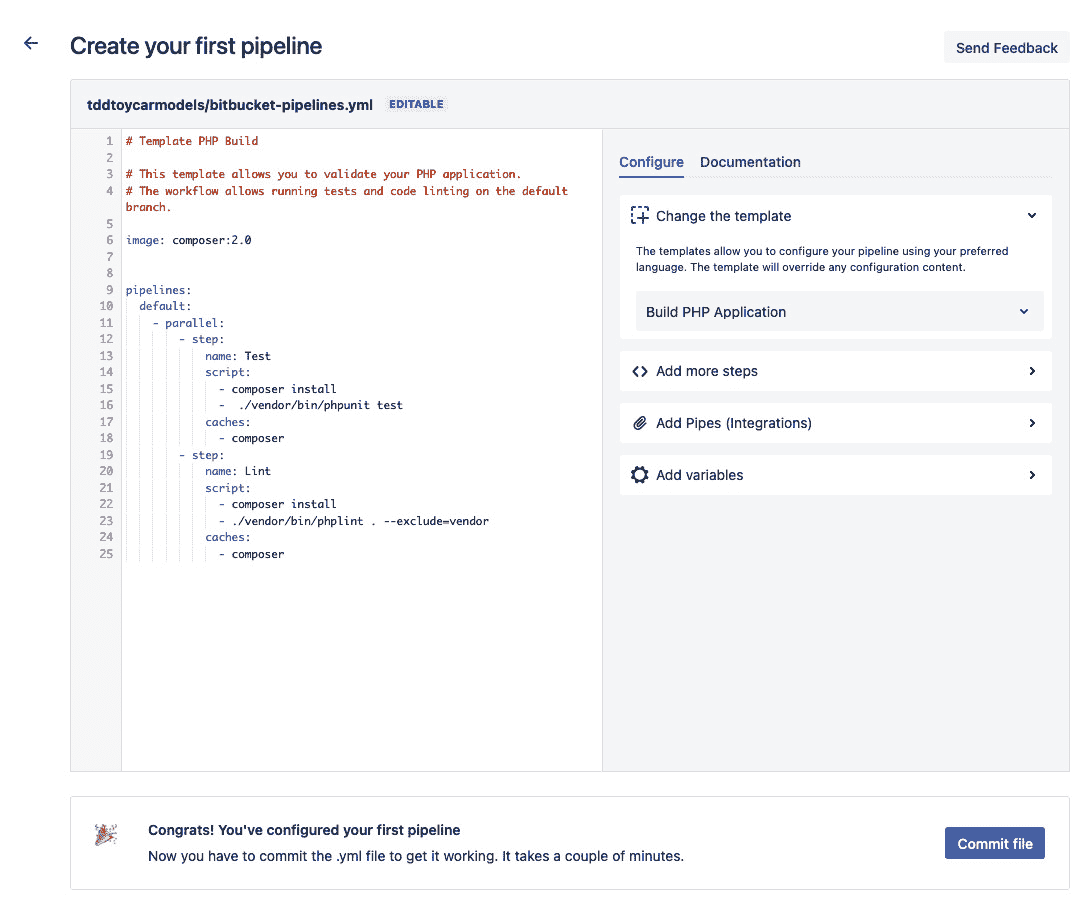 Create your first pipeline
Send Feedback
tddtoycarmodels/bitbucket-pipelines.yml EDITABLE
1 # Template PHP Build
2
3 # This template allows you to validate your PHP application.
4 # The workflow allows running tests and code linting on the default
branch.
5
6 image: composer:2.0
7
8
9 pipelines:
10   default:
11     - parallel:
12         - step:
13             name: Test
14             script:
15               - composer install
16               -  ./vendor/bin/phpunit test
17             caches:
18               - composer
19         - step:
20             name: Lint
21             script:
22               - composer install
23               - ./vendor/bin/phplint . --exclude=vendor
24             caches:
25               - composer
Configure Documentation
Change the template
The templates allow you to configure your pipeline using your preferred
language. The template will override any configuration content.
Build PHP Application
Add more steps
Add Pipes (Integrations)
Add variables
Congrats! You've configured your first pipeline
Now you have to commit the .yml file to get it working. It takes a couple of minutes.
Commit file